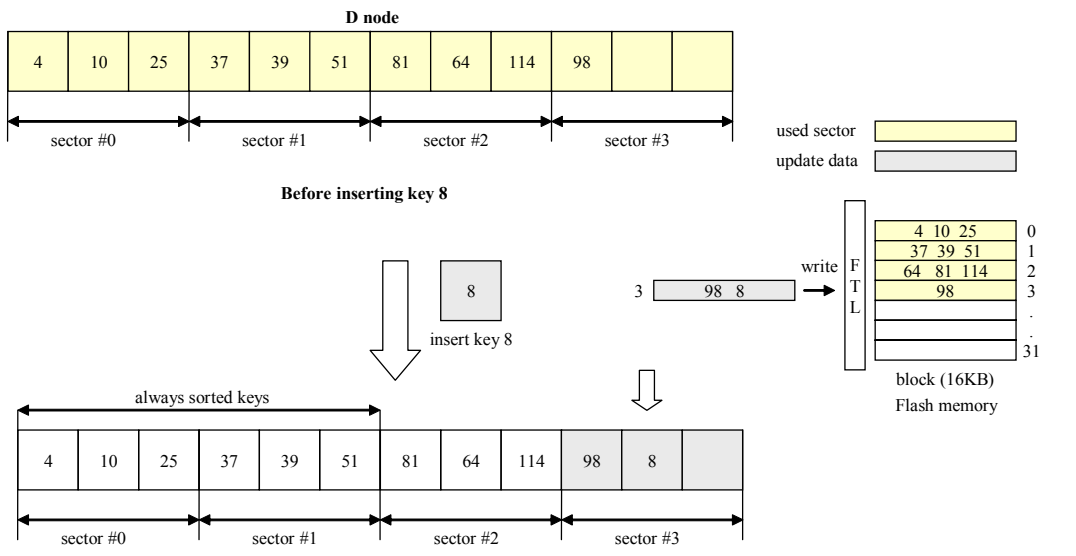 D node
4 10 25 37 39 51 81 64 114 98
sector #0 sector #1 sector #2 sector #3
used sector
update data
Before inserting key 8
8
insert key 8
3 98 8
write
F
T
L
4 10 25 0
37 39 51 1
64 81 114 2
98 3
.
.
31
block (16KB)
Flash memory
always sorted keys
4 10 25 37 39 51 81 64 114 98 8
sector #0 sector #1 sector #2 sector #3